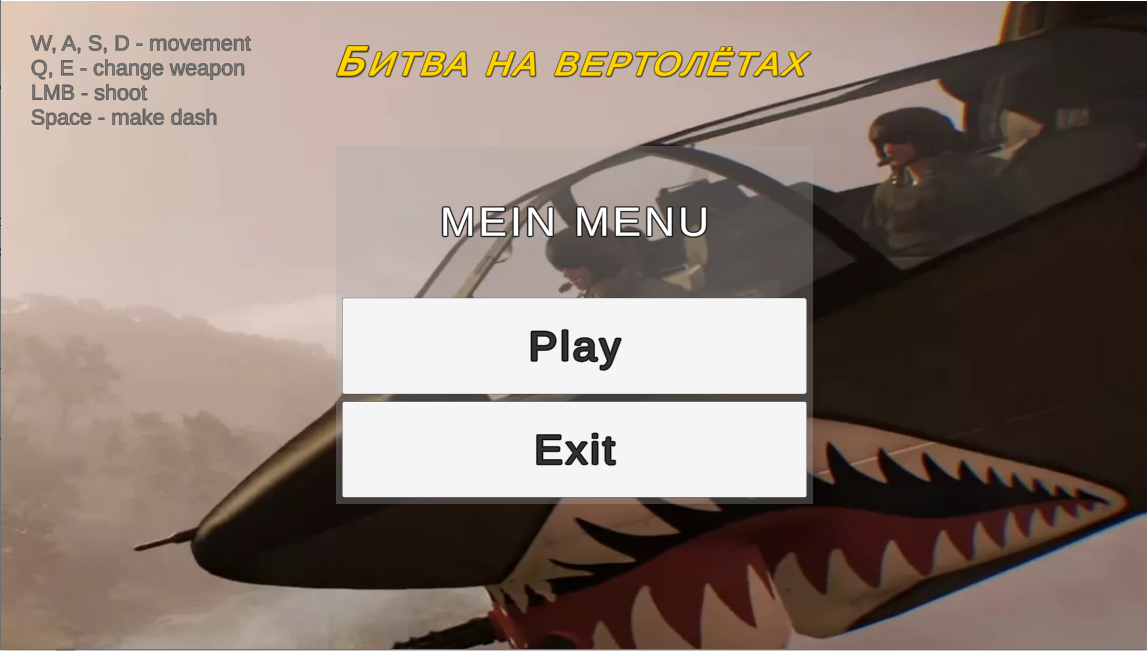 W, A, S, D - movement
Q, E - change weapon
LMB - shoot
Space - make dash
Битва на вертолётах
MEIN MENU
Play
Exit